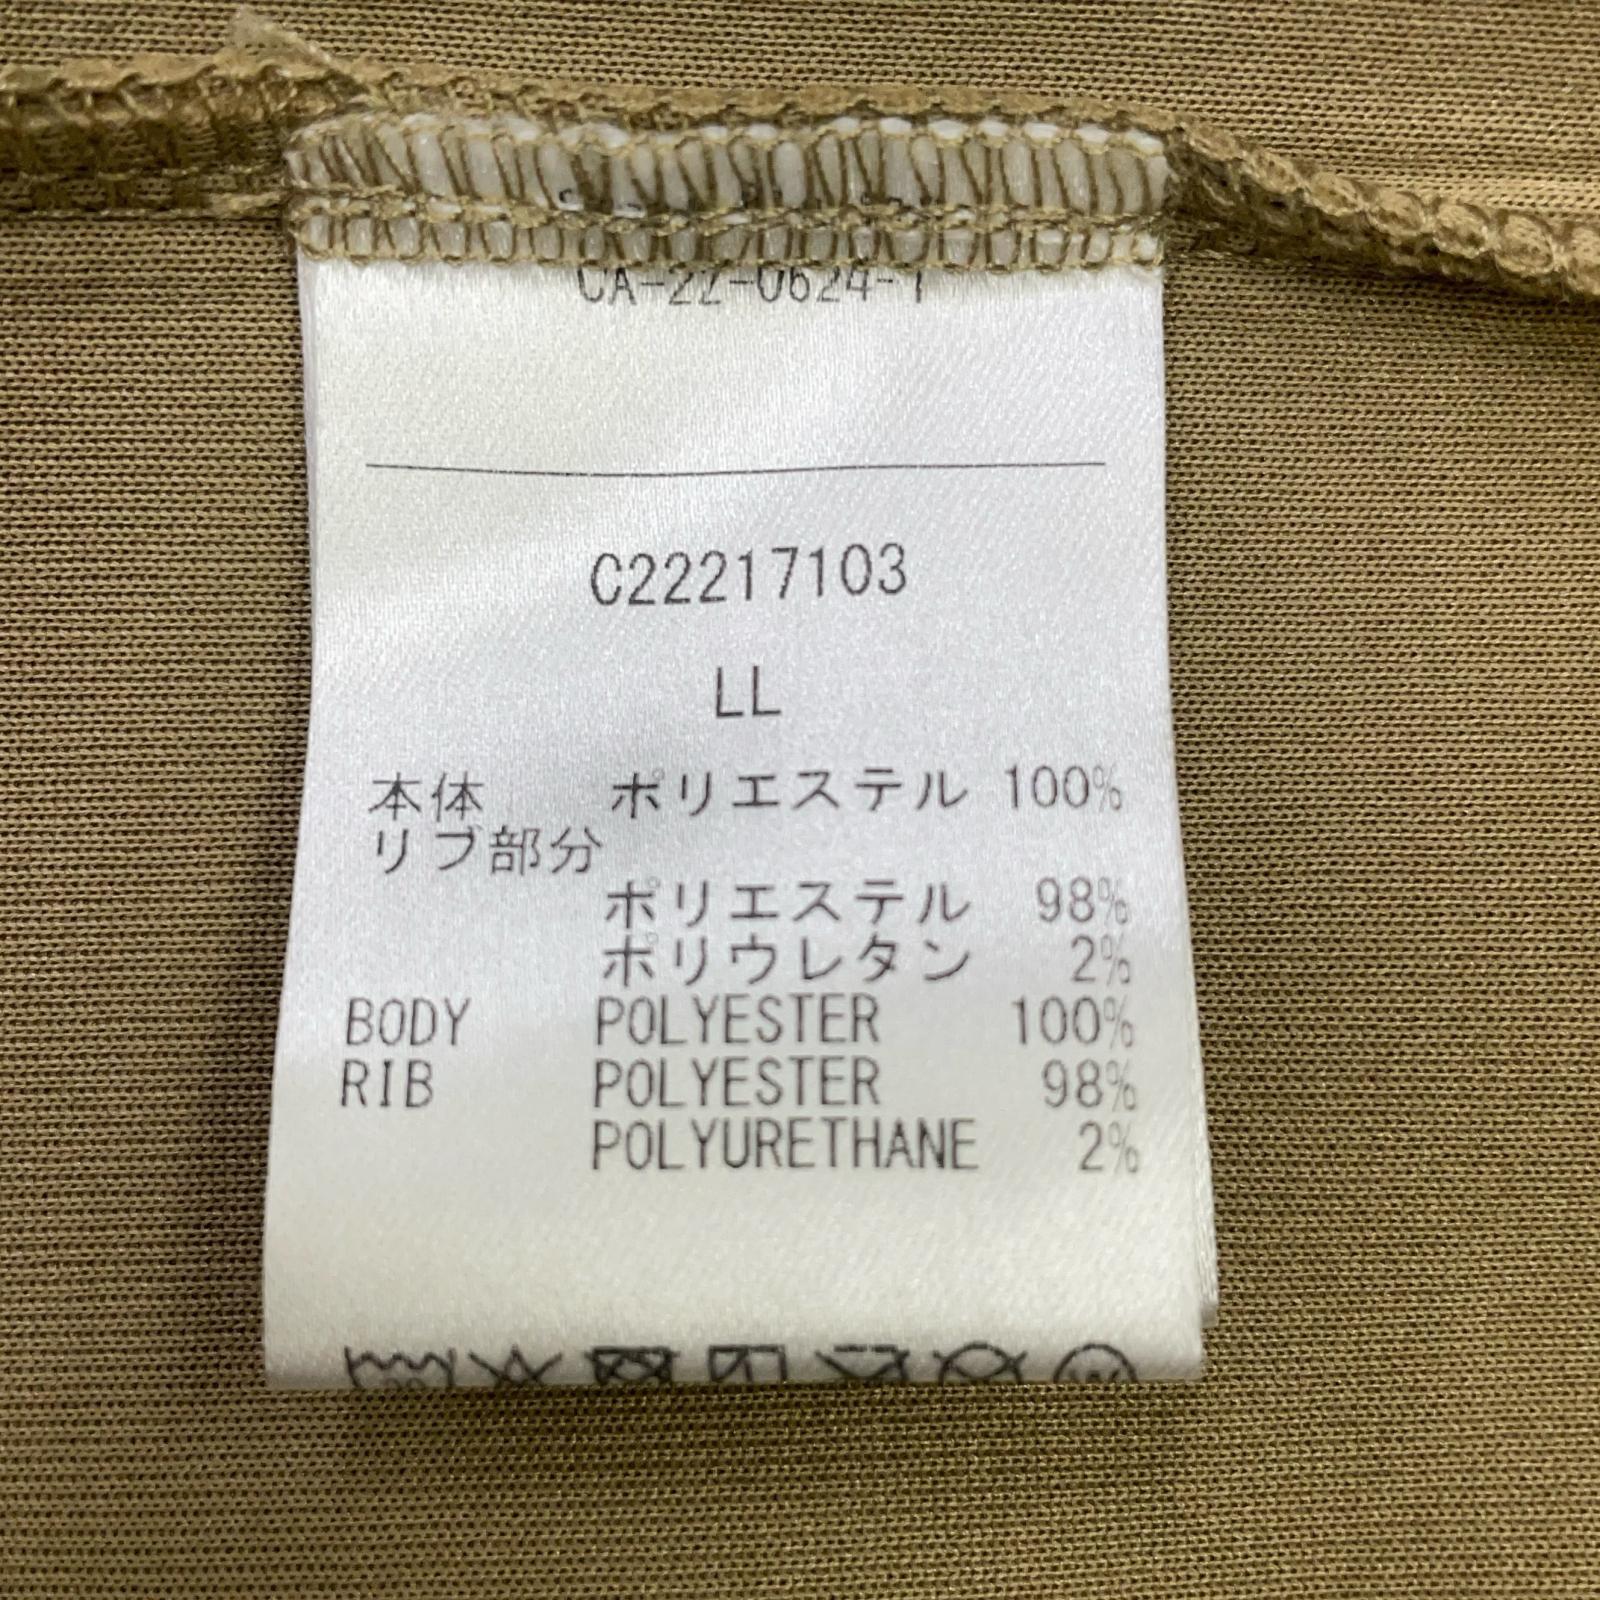 CA-22-0624-1
C22217103
LL
本体 ポリエステル 100%
リブ部分
ポリエステル 98%
ポリウレタン 2%
BODY POLYESTER 100%
RIB POLYESTER 98%
POLYURETHANE 2%